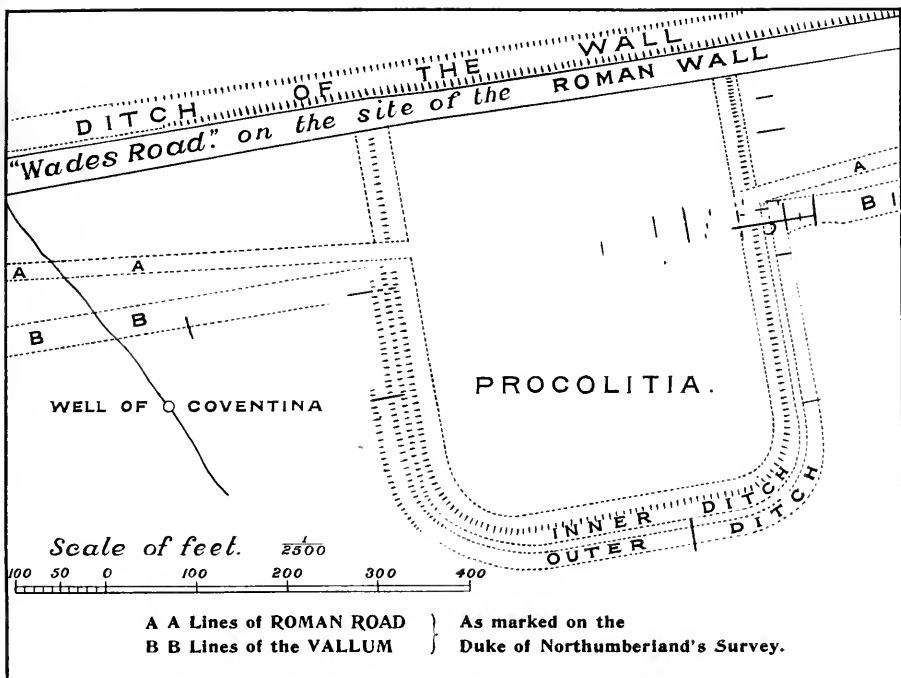 DITCH OF THE WALL
"Wades Road". on the site of the ROMAN WALL
A
B I
A A
B B
PROCOLITIA.
WELL OF COVENTINA
INNER DITCH
OUTER DITCH
Scale of feet. 1/2500
100 50 0 100 200 300 400
A A Lines of ROMAN ROAD } As marked on the
B B Lines of the VALLUM } Duke of Northumberland's Survey.